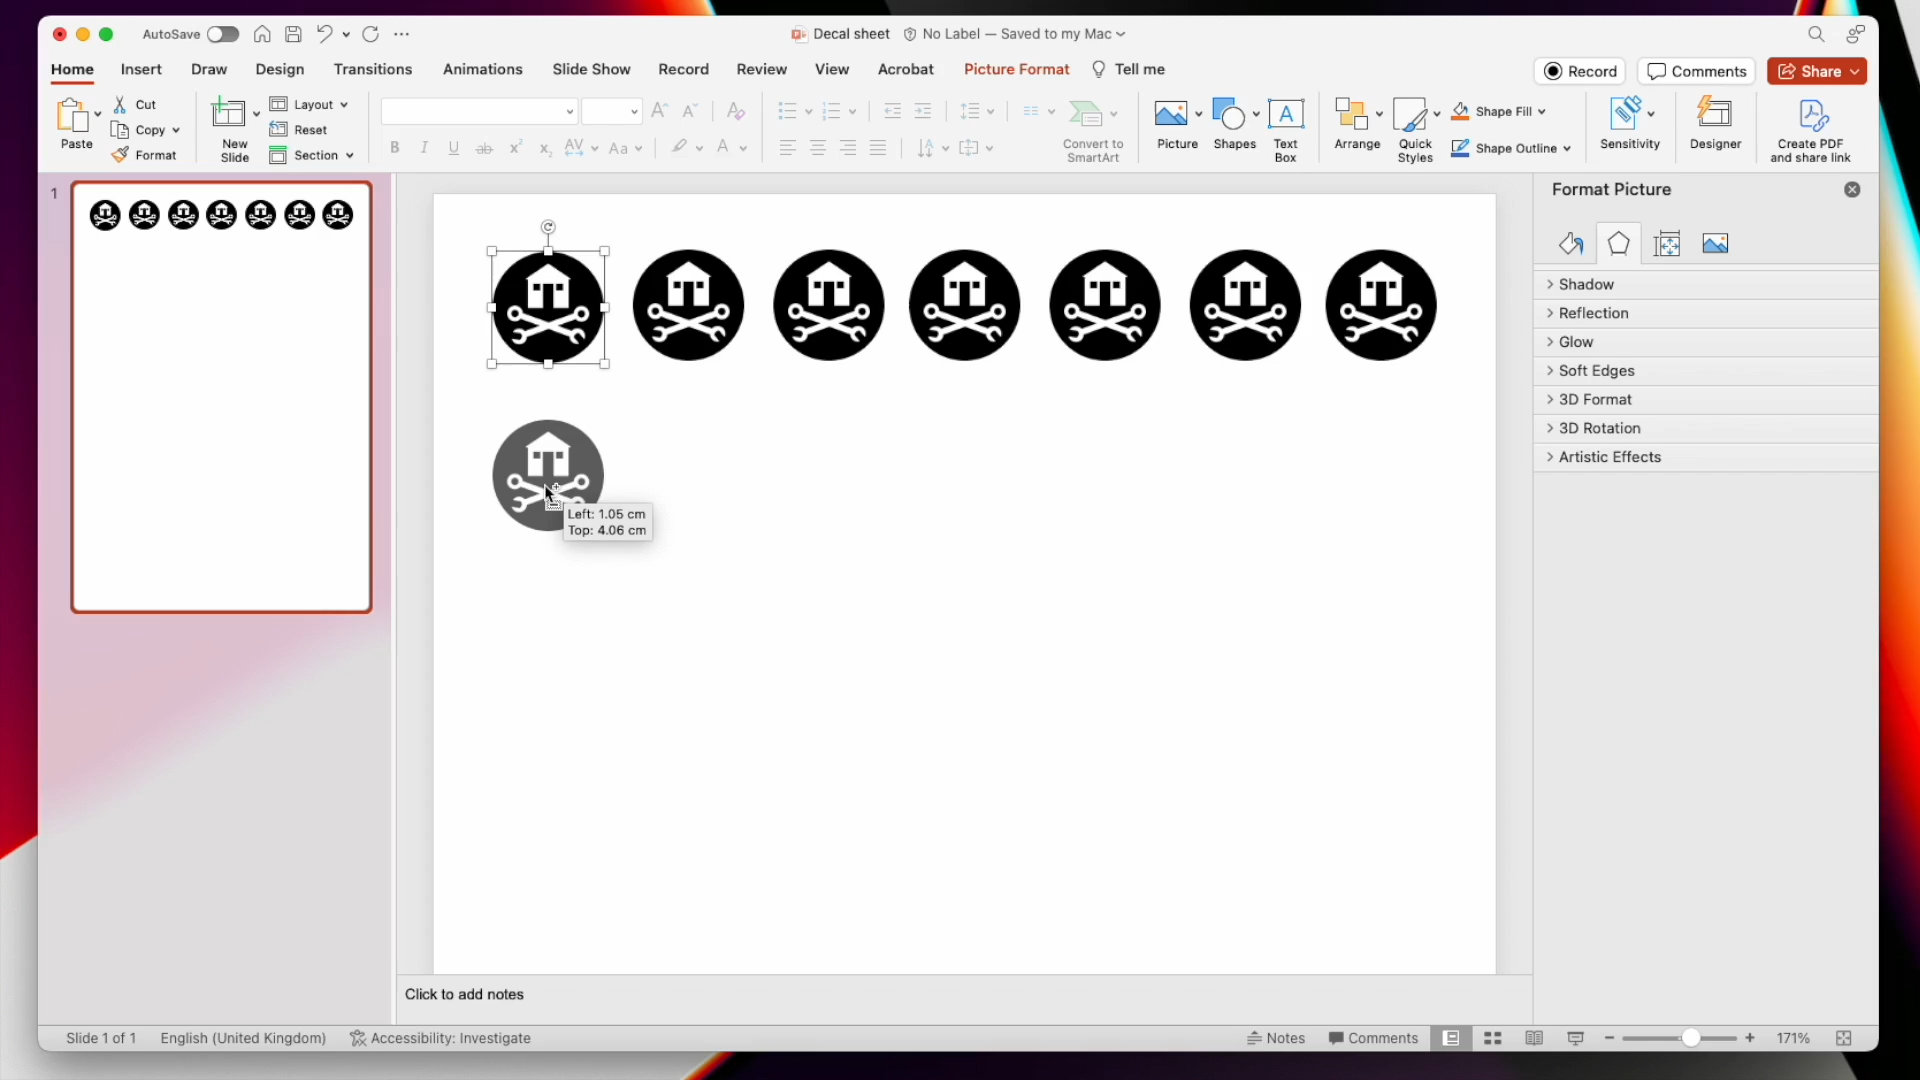 AutoSave
Decal sheet No Label — Saved to my Mac
Home Insert Draw Design Transitions Animations Slide Show Record Review View Acrobat Picture Format Tell me
Record Comments Share
Paste
Cut
Copy
Format
New
Slide
Layout
Reset
Section
Convert to
SmartArt
Picture
Shapes
Text
Box
Arrange
Quick
Styles
Shape Fill
Shape Outline
Sensitivity
Designer
Create PDF
and share link
1
Left: 1.05 cm
Top: 4.06 cm
Format Picture
Shadow
Reflection
Glow
Soft Edges
3D Format
3D Rotation
Artistic Effects
Click to add notes
Slide 1 of 1 English (United Kingdom) Accessibility: Investigate Notes Comments 171%